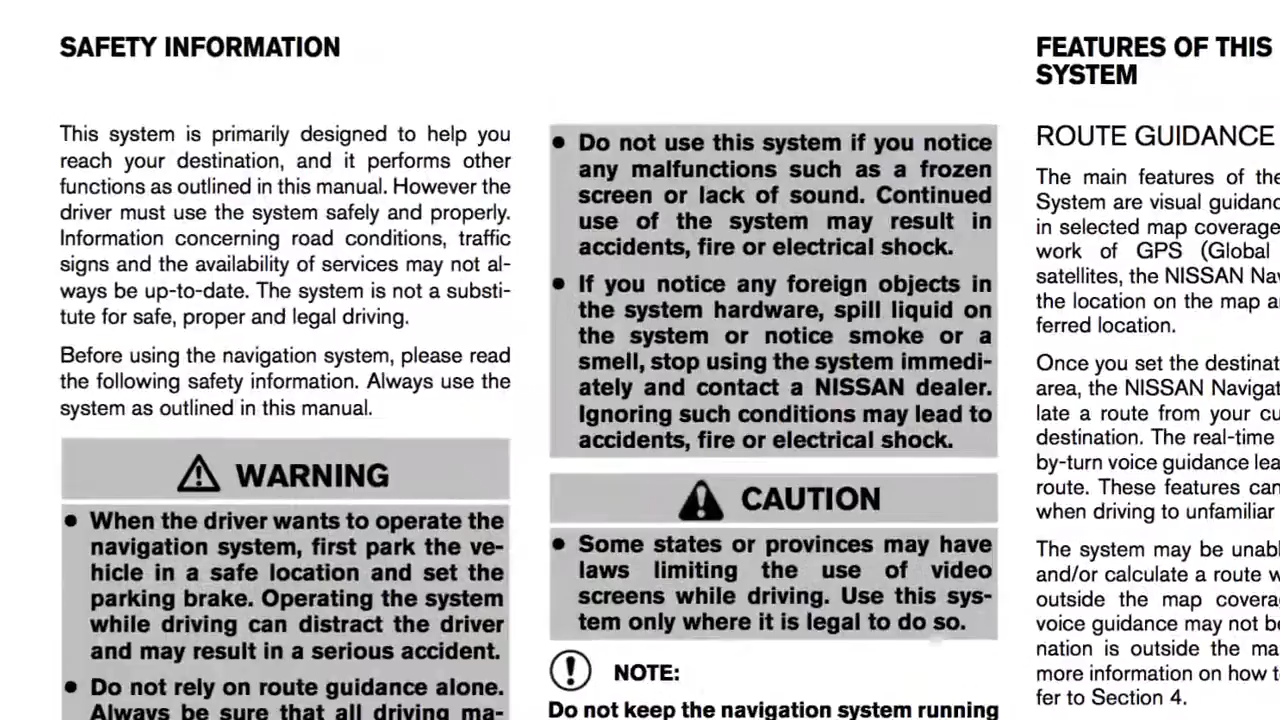 SAFETY INFORMATION
This system is primarily designed to help you
reach your destination, and it performs other
functions as outlined in this manual. However the
driver must use the system safely and properly.
Information concerning road conditions, traffic
signs and the availability of services may not al-
ways be up-to-date. The system is not a substi-
tute for safe, proper and legal driving.
Before using the navigation system, please read
the following safety information. Always use the
system as outlined in this manual.
WARNING
● When the driver wants to operate the
navigation system, first park the ve-
hicle in a safe location and set the
parking brake. Operating the system
while driving can distract the driver
and may result in a serious accident.
● Do not rely on route guidance alone.
Always be sure that all driving ma-
● Do not use this system if you notice
any malfunctions such as a frozen
screen or lack of sound. Continued
use of the system may result in
accidents, fire or electrical shock.
● If you notice any foreign objects in
the system hardware, spill liquid on
the system or notice smoke or a
smell, stop using the system immedi-
ately and contact a NISSAN dealer.
Ignoring such conditions may lead to
accidents, fire or electrical shock.
CAUTION
● Some states or provinces may have
laws limiting the use of video
screens while driving. Use this sys-
tem only where it is legal to do so.
NOTE:
Do not keep the navigation system running
FEATURES OF THIS
SYSTEM
ROUTE GUIDANCE
The main features of the
System are visual guidanc
in selected map coverage
work of GPS (Global
satellites, the NISSAN Nav
the location on the map a
ferred location.
Once you set the destinat
area, the NISSAN Navigat
late a route from your cu
destination. The real-time
by-turn voice guidance lea
route. These features can
when driving to unfamiliar
The system may be unabl
and/or calculate a route w
outside the map covera
voice guidance may not be
nation is outside the ma
more information on how t
fer to Section 4.